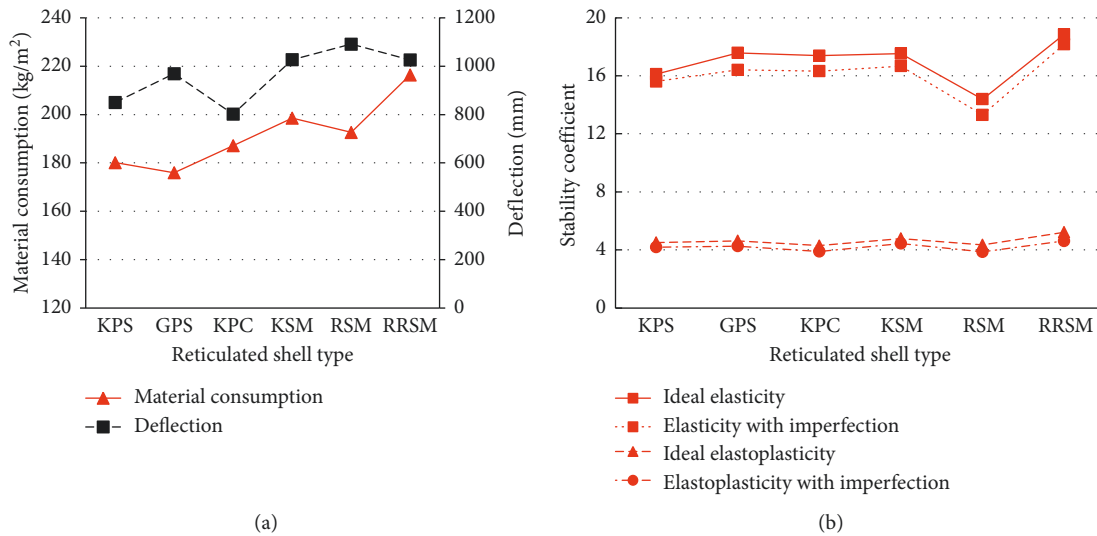 Material consumption (kg/m²)
240
220
200
180
160
140
120
1200
1000
800
600
400
200
0
Deflection (mm)
KPS GPS KPC KSM RSM RRSM
Reticulated shell type
Material consumption
Deflection
(a)
Stability coefficient
20
16
12
8
4
0
KPS GPS KPC KSM RSM RRSM
Reticulated shell type
Ideal elasticity
Elasticity with imperfection
Ideal elastoplasticity
Elastoplasticity with imperfection
(b)